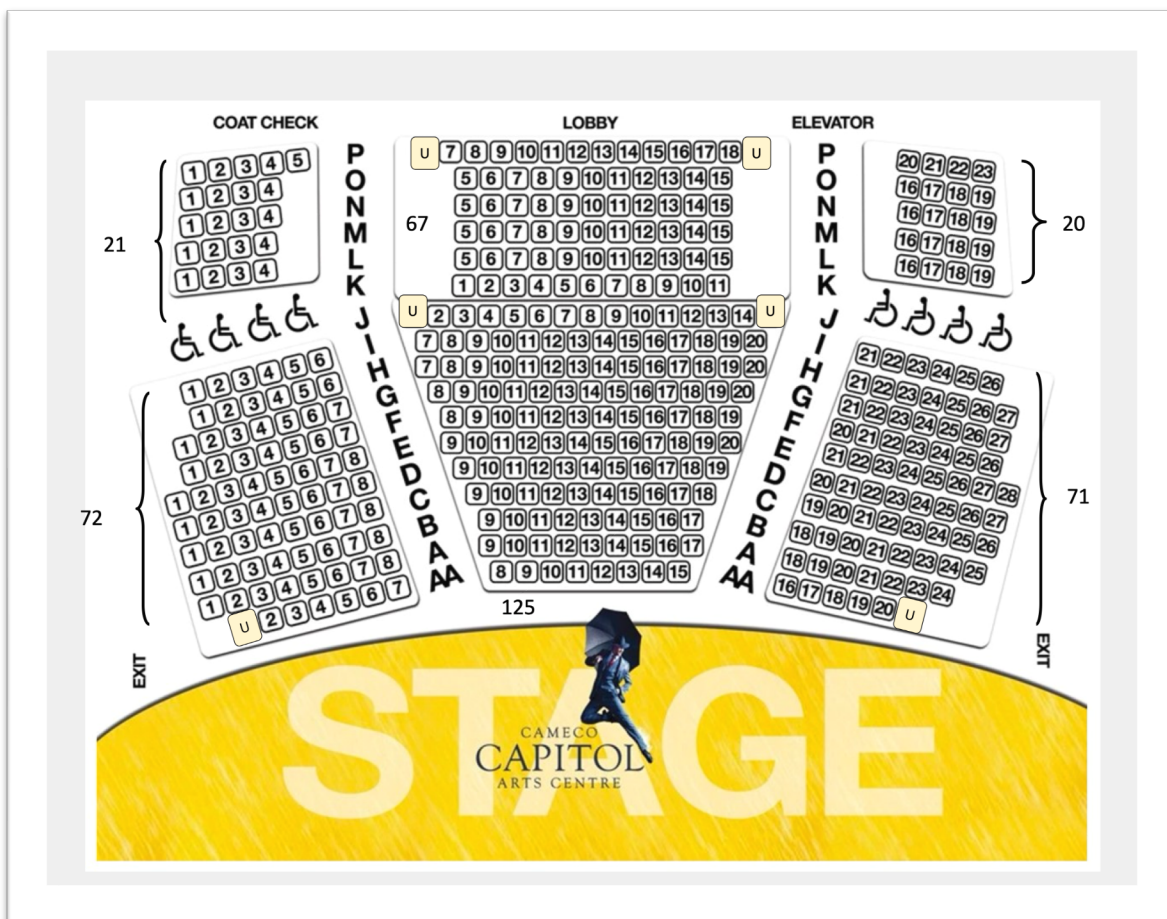 COAT CHECK
LOBBY
ELEVATOR
21
1 2 3 4 5
1 2 3 4
1 2 3 4
1 2 3 4
1 2 3 4
P
O
N
M
L
K
J
I
H
G
F
E
D
C
B
A
AA
U 7 8 9 10 11 12 13 14 15 16 17 18 U
5 6 7 8 9 10 11 12 13 14 15
5 6 7 8 9 10 11 12 13 14 15
67
5 6 7 8 9 10 11 12 13 14 15
5 6 7 8 9 10 11 12 13 14 15
1 2 3 4 5 6 7 8 9 10 11
U 2 3 4 5 6 7 8 9 10 11 12 13 14 U
7 8 9 10 11 12 13 14 15 16 17 18 19 20
7 8 9 10 11 12 13 14 15 16 17 18 19 20
8 9 10 11 12 13 14 15 16 17 18 19 20
8 9 10 11 12 13 14 15 16 17 18 19
9 10 11 12 13 14 15 16 17 18 19 20
9 10 11 12 13 14 15 16 17 18 19
9 10 11 12 13 14 15 16 17 18
9 10 11 12 13 14 15 16 17
9 10 11 12 13 14 15 16 17
8 9 10 11 12 13 14 15
125
P
O
N
M
L
K
J
I
H
G
F
E
D
C
B
A
AA
20 21 22 23
16 17 18 19
16 17 18 19
16 17 18 19
16 17 18 19
20
72
1 2 3 4 5 6
1 2 3 4 5 6
1 2 3 4 5 6 7
1 2 3 4 5 6 7
1 2 3 4 5 6 7 8
1 2 3 4 5 6 7 8
1 2 3 4 5 6 7 8
1 2 3 4 5 6 7 8
1 2 3 4 5 6 7 8
U 2 3 4 5 6 7
21 22 23 24 25 26
21 22 23 24 25 26 27
21 22 23 24 25 26 27
20 21 22 23 24 25 26
21 22 23 24 25 26 27 28
20 21 22 23 24 25 26 27
19 20 21 22 23 24 25 26
18 19 20 21 22 23 24 25
18 19 20 21 22 23 24
16 17 18 19 20 U
71
EXIT
EXIT
STAGE
CAMECO
CAPITOL
ARTS CENTRE